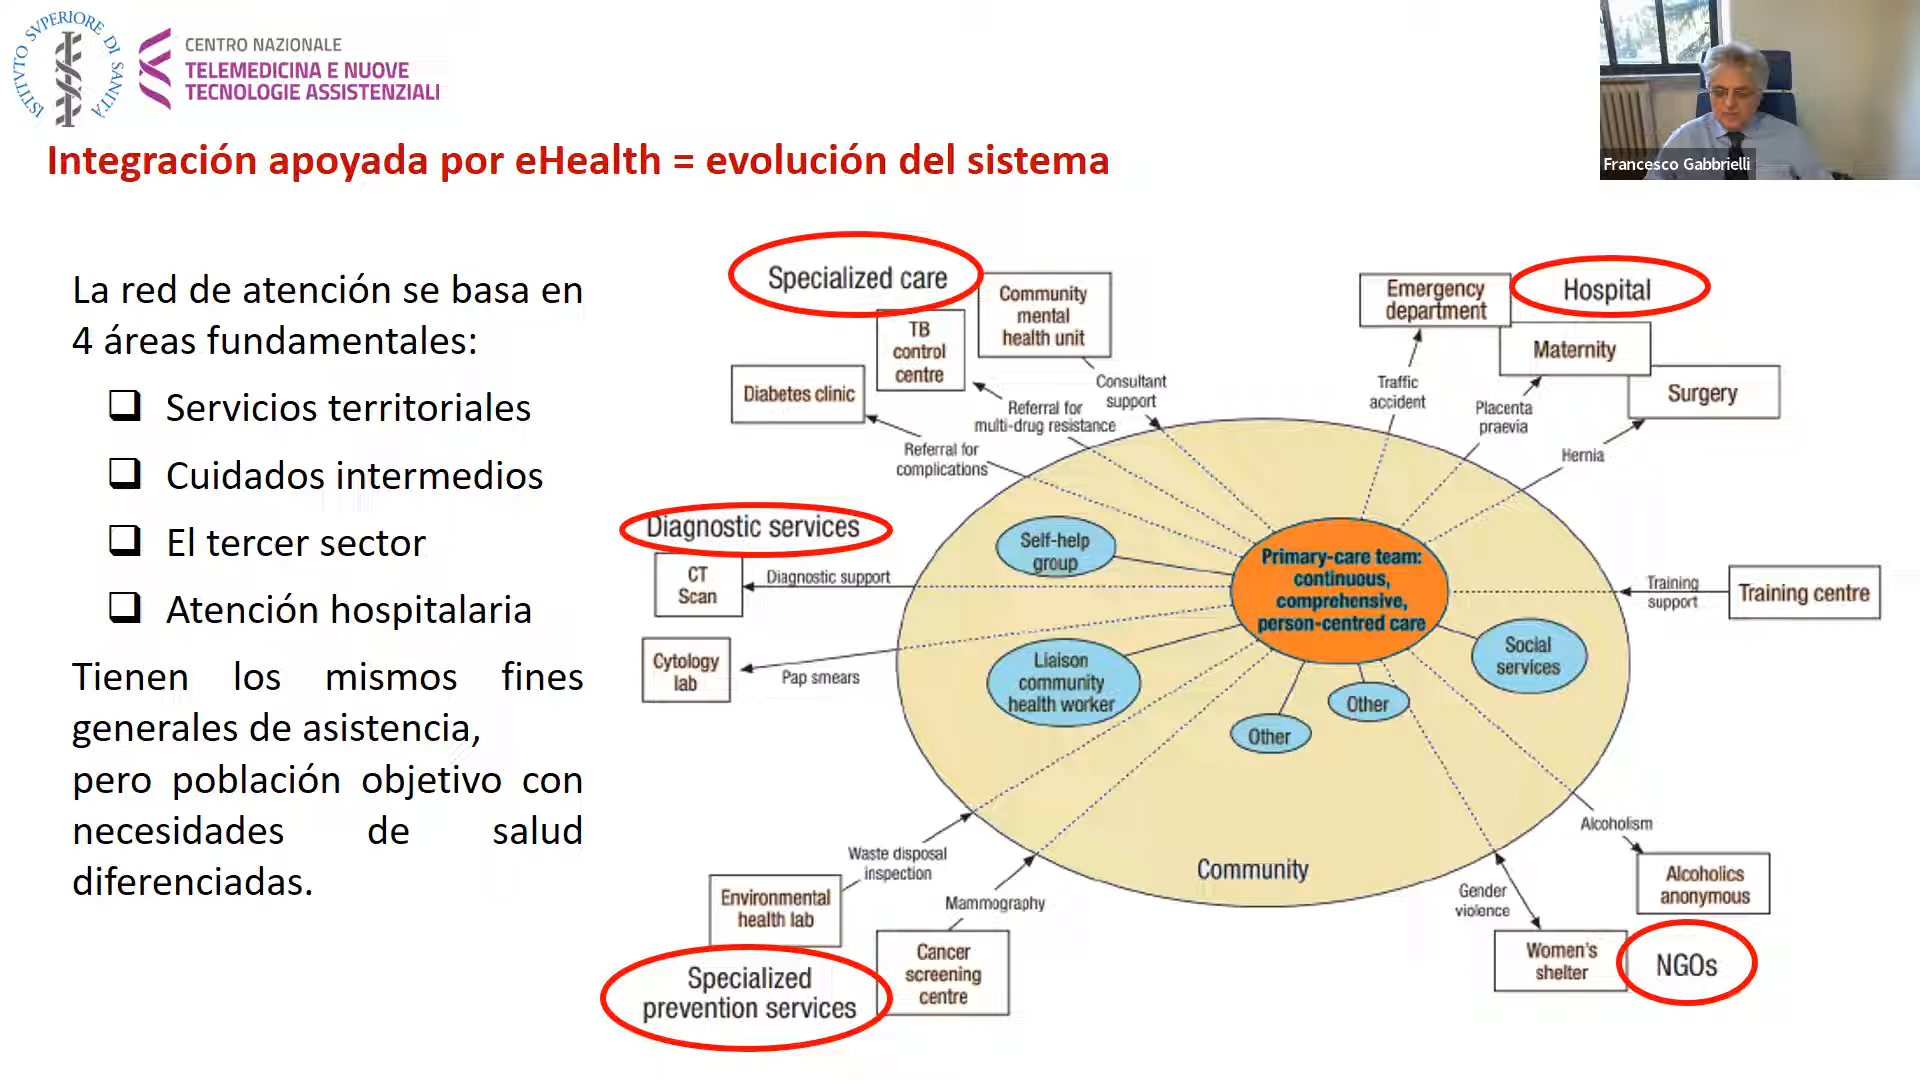 ISTITVTO SVPERIORE DI SANITÀ
CENTRO NAZIONALE
TELEMEDICINA E NUOVE
TECNOLOGIE ASSISTENZIALI
Francesco Gabbrielli
Integración apoyada por eHealth = evolución del sistema
La red de atención se basa en
4 áreas fundamentales:
❑ Servicios territoriales
❑ Cuidados intermedios
❑ El tercer sector
❑ Atención hospitalaria
Tienen los mismos fines
generales de asistencia,
pero población objetivo con
necesidades de salud
diferenciadas.
Specialized care
Community
mental
health unit
TB
control
centre
Diabetes clinic
Consultant
support
Referral for
multi-drug resistance
Referral for
complications
Emergency
department
Hospital
Maternity
Surgery
Traffic
accident
Placenta
praevia
Hernia
Diagnostic services
CT
Scan
Diagnostic support
Cytology
lab
Pap smears
Self-help
group
Primary-care team:
continuous,
comprehensive,
person-centred care
Liaison
community
health worker
Other
Other
Social
services
Training
support
Training centre
Community
Waste disposal
inspection
Environmental
health lab
Mammography
Cancer
screening
centre
Specialized
prevention services
Alcoholism
Alcoholics
anonymous
Gender
violence
Women's
shelter
NGOs